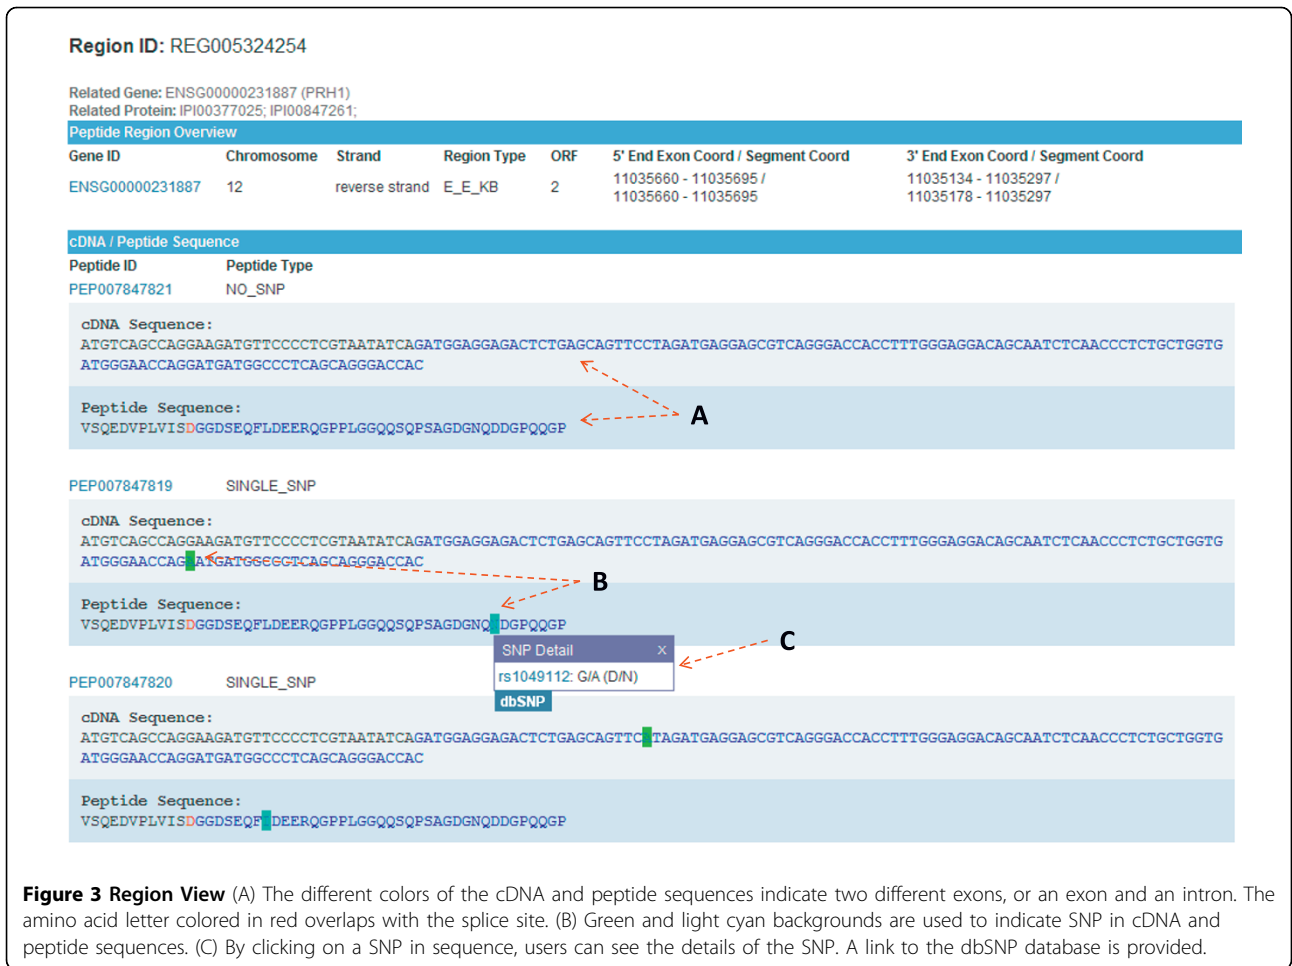 Region ID: REG005324254
Related Gene: ENSG00000231887 (PRH1)
Related Protein: IPI00377025; IPI00847261;
Peptide Region Overview
Gene ID Chromosome Strand Region Type ORF 5' End Exon Coord / Segment Coord 3' End Exon Coord / Segment Coord
ENSG00000231887 12 reverse strand E_E_KB 2 11035660 - 11035695 / 11035134 - 11035297 /
11035660 - 11035695 11035178 - 11035297
cDNA / Peptide Sequence
Peptide ID Peptide Type
PEP007847821 NO_SNP
cDNA Sequence:
ATGTCAGCCAGGAAGATGTTCCCCTCGTAATATCAGATGGAGGAGACTCTGAGCAGTTCCTAGATGAGGAGCGTCAGGGACCACCTTTGGGAGGACAGCAATCTCAACCCTCTGCTGGTG
ATGGGAACCAGGATGATGGCCCTCAGCAGGGACCAC
Peptide Sequence:
VSQEDVPLVISDGGDSEQFLDEERQGPPLGGQQSQPSAGDGNQDDGPQQGP
A
PEP007847819 SINGLE_SNP
cDNA Sequence:
ATGTCAGCCAGGAAGATGTTCCCCTCGTAATATCAGATGGAGGAGACTCTGAGCAGTTCCTAGATGAGGAGCGTCAGGGACCACCTTTGGGAGGACAGCAATCTCAACCCTCTGCTGGTG
ATGGGAACCAGAATGATGGCCCTCAGCAGGGACCAC
B
Peptide Sequence:
VSQEDVPLVISDGGDSEQFLDEERQGPPLGGQQSQPSAGDGNQNDGPQQGP
SNP Detail X
rs1049112: G/A (D/N)
dbSNP
C
PEP007847820 SINGLE_SNP
cDNA Sequence:
ATGTCAGCCAGGAAGATGTTCCCCTCGTAATATCAGATGGAGGAGACTCTGAGCAGTTCATAGATGAGGAGCGTCAGGGACCACCTTTGGGAGGACAGCAATCTCAACCCTCTGCTGGTG
ATGGGAACCAGGATGATGGCCCTCAGCAGGGACCAC
Peptide Sequence:
VSQEDVPLVISDGGDSEQFIDEERQGPPLGGQQSQPSAGDGNQDDGPQQGP
Figure 3 Region View (A) The different colors of the cDNA and peptide sequences indicate two different exons, or an exon and an intron. The
amino acid letter colored in red overlaps with the splice site. (B) Green and light cyan backgrounds are used to indicate SNP in cDNA and
peptide sequences. (C) By clicking on a SNP in sequence, users can see the details of the SNP. A link to the dbSNP database is provided.